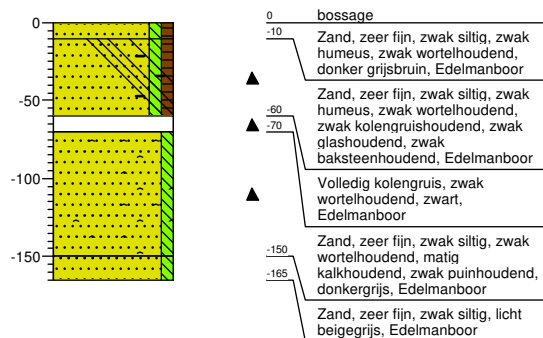 0
-50
-100
-150
0
bossage
-10
Zand, zeer fijn, zwak siltig, zwak
humeus, zwak wortelhoudend,
donker grijsbruin, Edelmanboor
-60
Zand, zeer fijn, zwak siltig, zwak
humeus, zwak wortelhoudend,
zwak kolengruishoudend, zwak
glashoudend, zwak
baksteenhoudend, Edelmanboor
-70
Volledig kolengruis, zwak
wortelhoudend, zwart,
Edelmanboor
-150
Zand, zeer fijn, zwak siltig, zwak
wortelhoudend, matig
kalkhoudend, zwak puinhoudend,
donkergrijs, Edelmanboor
-165
Zand, zeer fijn, zwak siltig, licht
beigegrijs, Edelmanboor